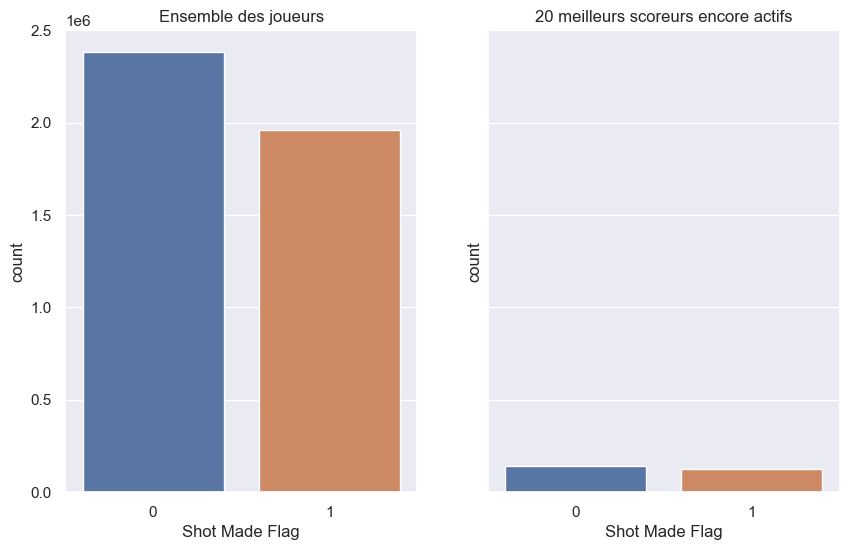 Ensemble des joueurs
1e6
2.5
2.0
1.5
1.0
0.5
0.0
count
0 1
Shot Made Flag
20 meilleurs scoreurs encore actifs
count
0 1
Shot Made Flag